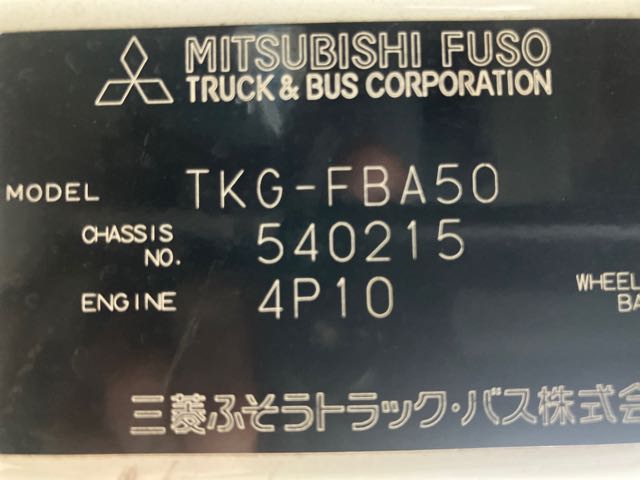 MITSUBISHI FUSO
TRUCK & BUS CORPORATION
MODEL TKG-FBA50
CHASSIS NO. 540215
ENGINE 4P10
WHEEL
BA
三菱ふそうトラック・バス株式会